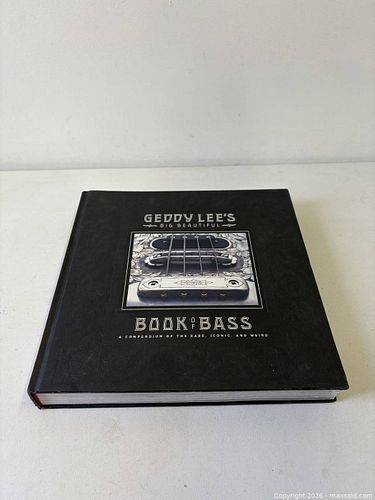 GEDDY LEE'S
BIG BEAUTIFUL
BOOK OF BASS
A COMPENDIUM OF THE RARE, ICONIC, AND WEIRD
Copyright 2026 - maxsold.com